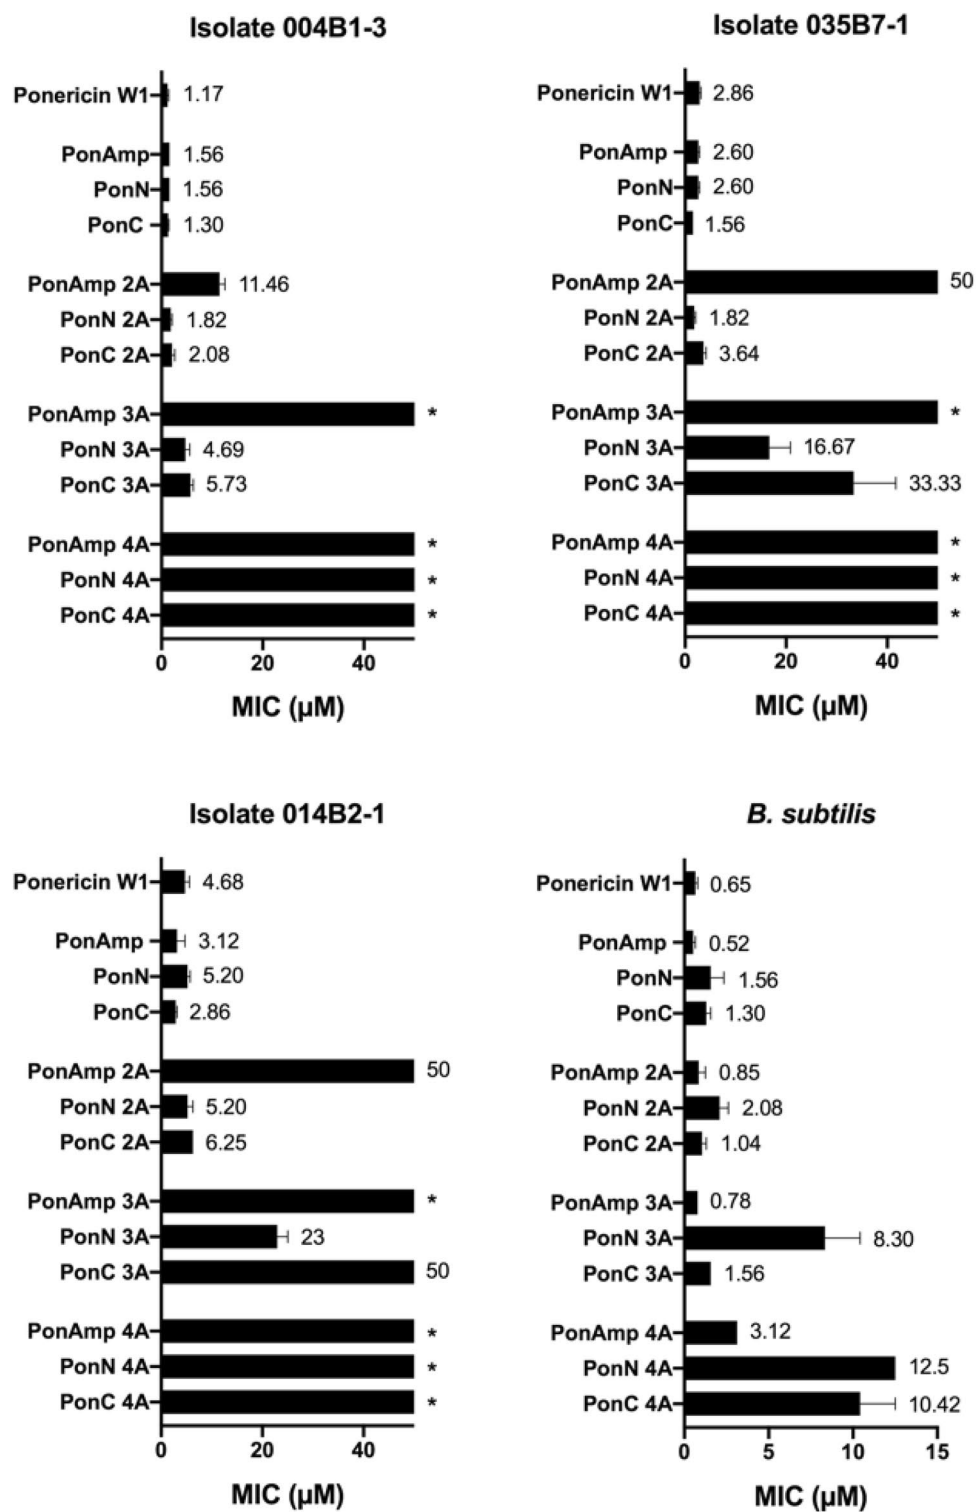 Isolate 004B1-3
Ponericin W1 1.17
PonAmp 1.56
PonN 1.56
PonC 1.30
PonAmp 2A 11.46
PonN 2A 1.82
PonC 2A 2.08
PonAmp 3A *
PonN 3A 4.69
PonC 3A 5.73
PonAmp 4A *
PonN 4A *
PonC 4A *
0 20 40
MIC (µM)
Isolate 035B7-1
Ponericin W1 2.86
PonAmp 2.60
PonN 2.60
PonC 1.56
PonAmp 2A 50
PonN 2A 1.82
PonC 2A 3.64
PonAmp 3A *
PonN 3A 16.67
PonC 3A 33.33
PonAmp 4A *
PonN 4A *
PonC 4A *
0 20 40
MIC (µM)
Isolate 014B2-1
Ponericin W1 4.68
PonAmp 3.12
PonN 5.20
PonC 2.86
PonAmp 2A 50
PonN 2A 5.20
PonC 2A 6.25
PonAmp 3A *
PonN 3A 23
PonC 3A 50
PonAmp 4A *
PonN 4A *
PonC 4A *
0 20 40
MIC (µM)
B. subtilis
Ponericin W1 0.65
PonAmp 0.52
PonN 1.56
PonC 1.30
PonAmp 2A 0.85
PonN 2A 2.08
PonC 2A 1.04
PonAmp 3A 0.78
PonN 3A 8.30
PonC 3A 1.56
PonAmp 4A 3.12
PonN 4A 12.5
PonC 4A 10.42
0 5 10 15
MIC (µM)